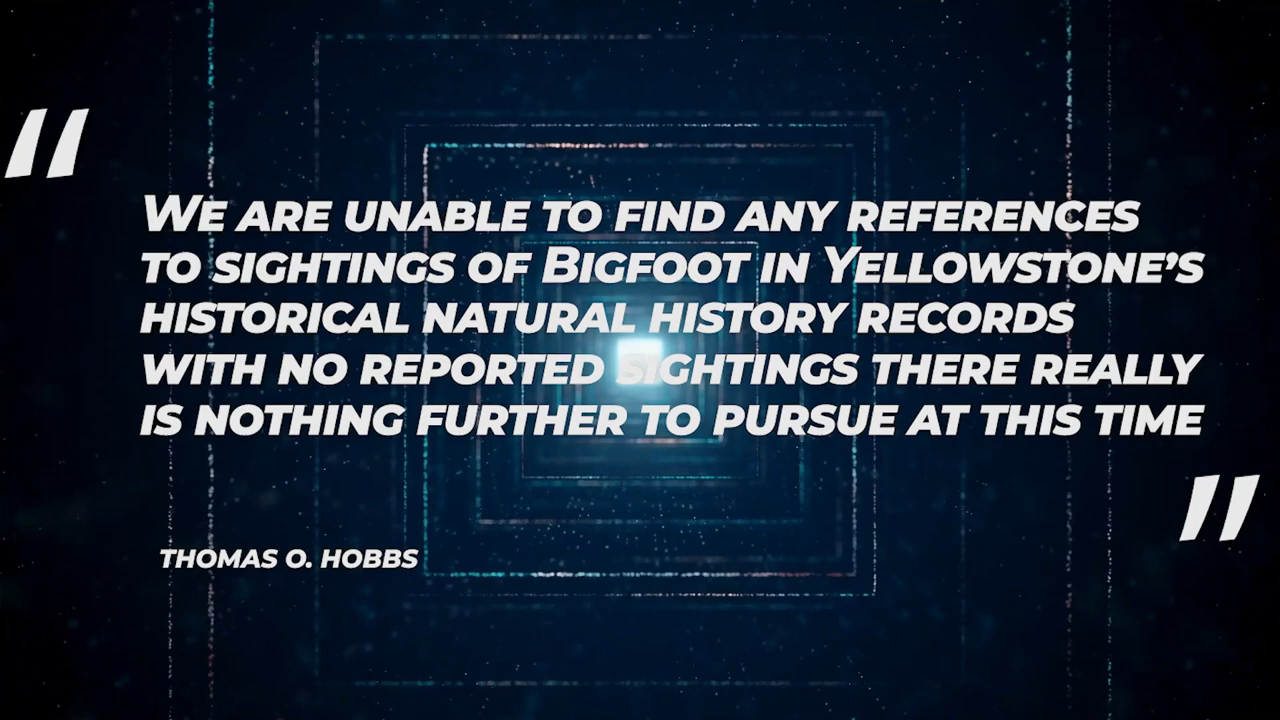 “
We are unable to find any references
to sightings of Bigfoot in Yellowstone’s
historical natural history records
with no reported sightings there really
is nothing further to pursue at this time
”
Thomas O. Hobbs